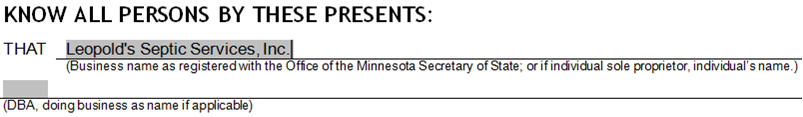 KNOW ALL PERSONS BY THESE PRESENTS:
THAT Leopold's Septic Services, Inc.
(Business name as registered with the Office of the Minnesota Secretary of State; or if individual sole proprietor, individual's name.)
(DBA, doing business as name if applicable)